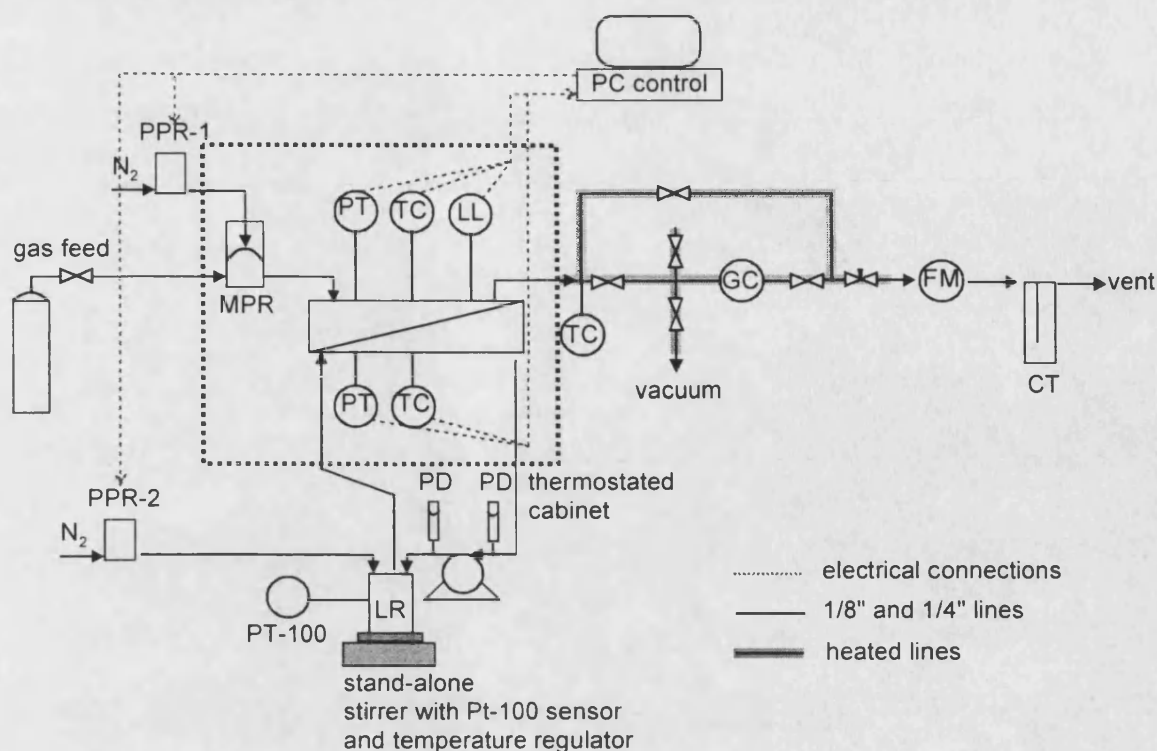 PC control
PPR-1
N2
PT
TC
LL
gas feed
MPR
GC
FM
vent
TC
CT
vacuum
PT
TC
PPR-2
PD
PD
thermostated
cabinet
N2
LR
PT-100
electrical connections
1/8" and 1/4" lines
heated lines
stand-alone
stirrer with Pt-100 sensor
and temperature regulator